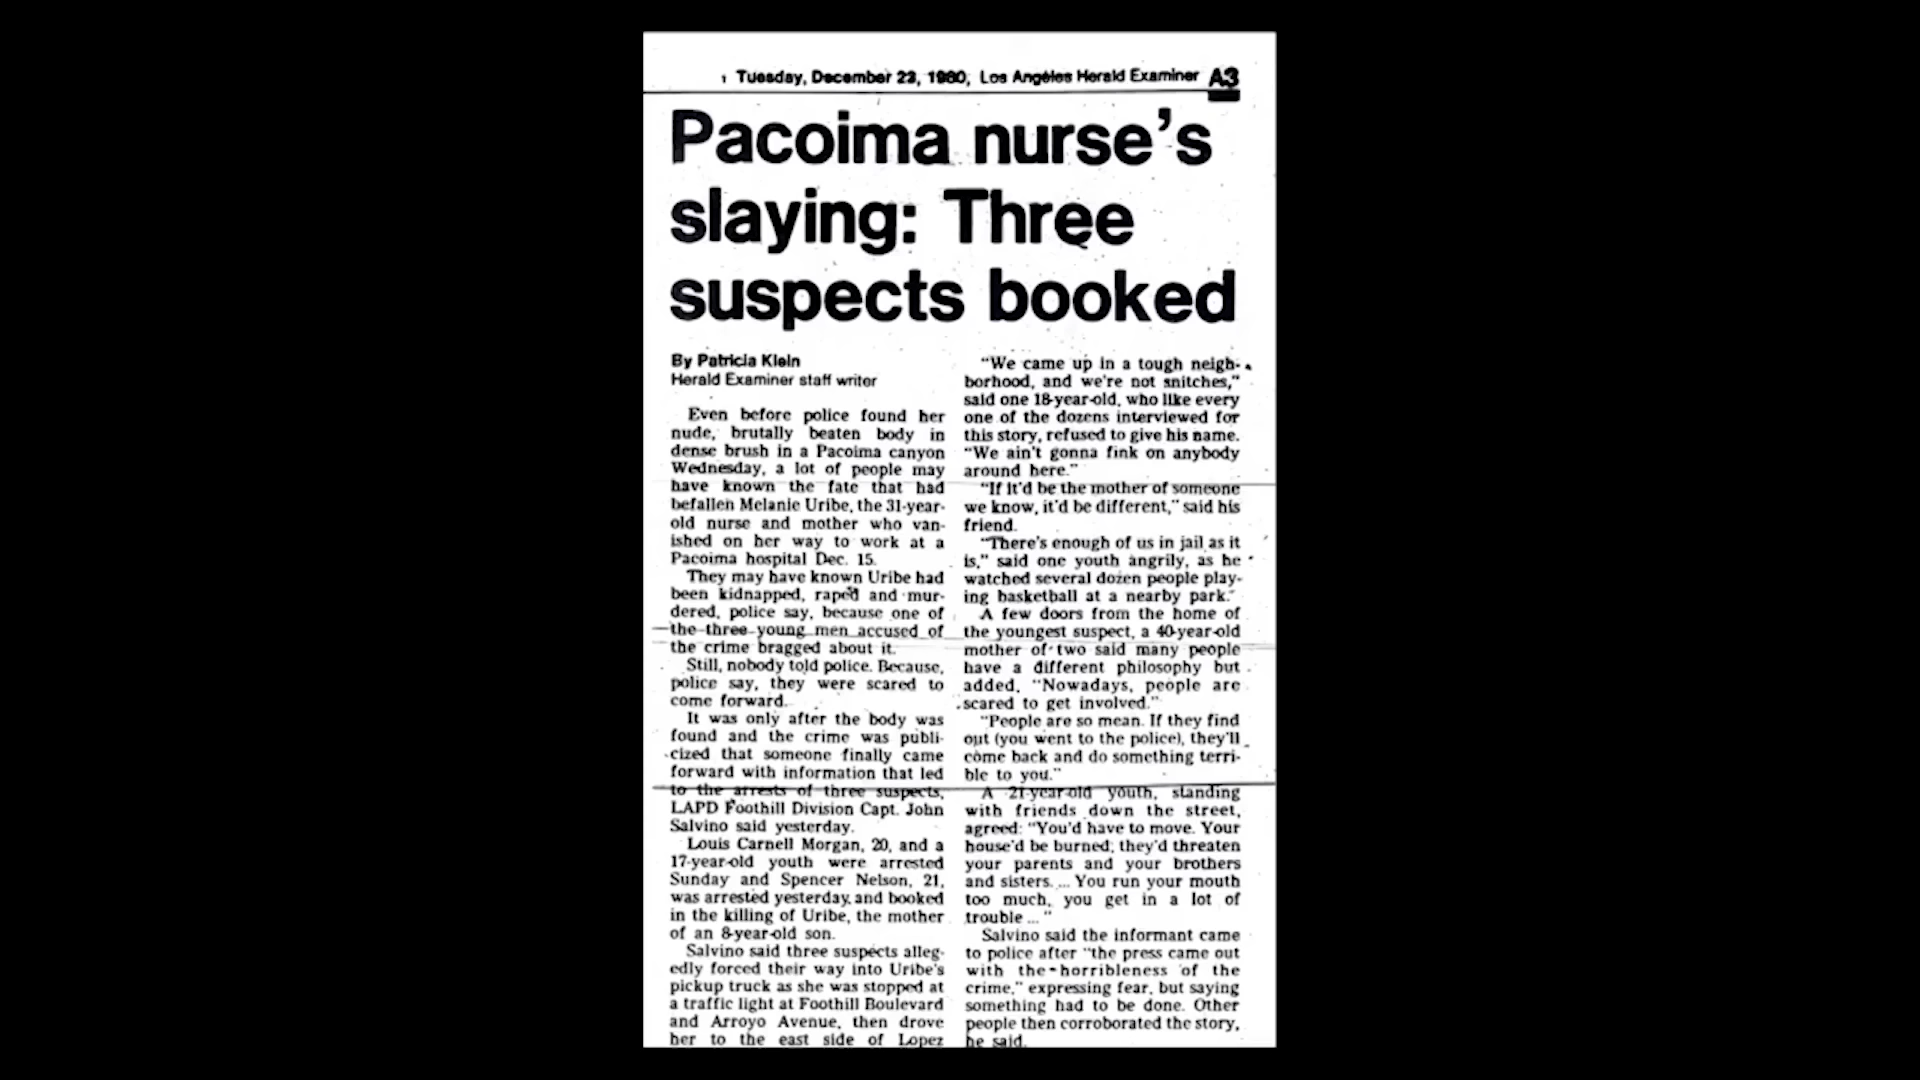 Tuesday, December 23, 1980, Los Angeles Herald Examiner A3
Pacoima nurse's
slaying: Three
suspects booked
By Patricia Klein
Herald Examiner staff writer
Even before police found her
nude, brutally beaten body in
dense brush in a Pacoima canyon
Wednesday, a lot of people may
have known the fate that had
befallen Melanie Uribe, the 31-year-
old nurse and mother who van-
ished on her way to work at a
Pacoima hospital Dec. 15.
They may have known Uribe had
been kidnapped, raped and mur-
dered, police say, because one of
the three young men accused of
the crime bragged about it.
Still, nobody told police. Because,
police say, they were scared to
come forward.
It was only after the body was
found and the crime was publi-
cized that someone finally came
forward with information that led
to the arrests of three suspects,
LAPD Foothill Division Capt. John
Salvino said yesterday.
Louis Carnell Morgan, 20, and a
17-year-old youth were arrested
Sunday and Spencer Nelson, 21,
was arrested yesterday and booked
in the killing of Uribe, the mother
of an 8-year-old son.
Salvino said three suspects alleg-
edly forced their way into Uribe's
pickup truck as she was stopped at
a traffic light at Foothill Boulevard
and Arroyo Avenue, then drove
her to the east side of Lopez
"We came up in a tough neigh-
borhood, and we're not snitches,"
said one 18-year-old, who like every
one of the dozens interviewed for
this story, refused to give his name.
"We ain't gonna fink on anybody
around here."
"If it'd be the mother of someone
we know, it'd be different," said his
friend.
"There's enough of us in jail as it
is," said one youth angrily, as he
watched several dozen people play-
ing basketball at a nearby park.
A few doors from the home of
the youngest suspect, a 40-year-old
mother of two said many people
have a different philosophy but
added, "Nowadays, people are
scared to get involved."
"People are so mean. If they find
out (you went to the police), they'll
come back and do something terri-
ble to you."
A 21-year-old youth, standing
with friends down the street,
agreed: "You'd have to move. Your
house'd be burned; they'd threaten
your parents and your brothers
and sisters. ... You run your mouth
too much, you get in a lot of
trouble ... "
Salvino said the informant came
to police after "the press came out
with the horribleness of the
crime," expressing fear, but saying
something had to be done. Other
people then corroborated the story,
he said.